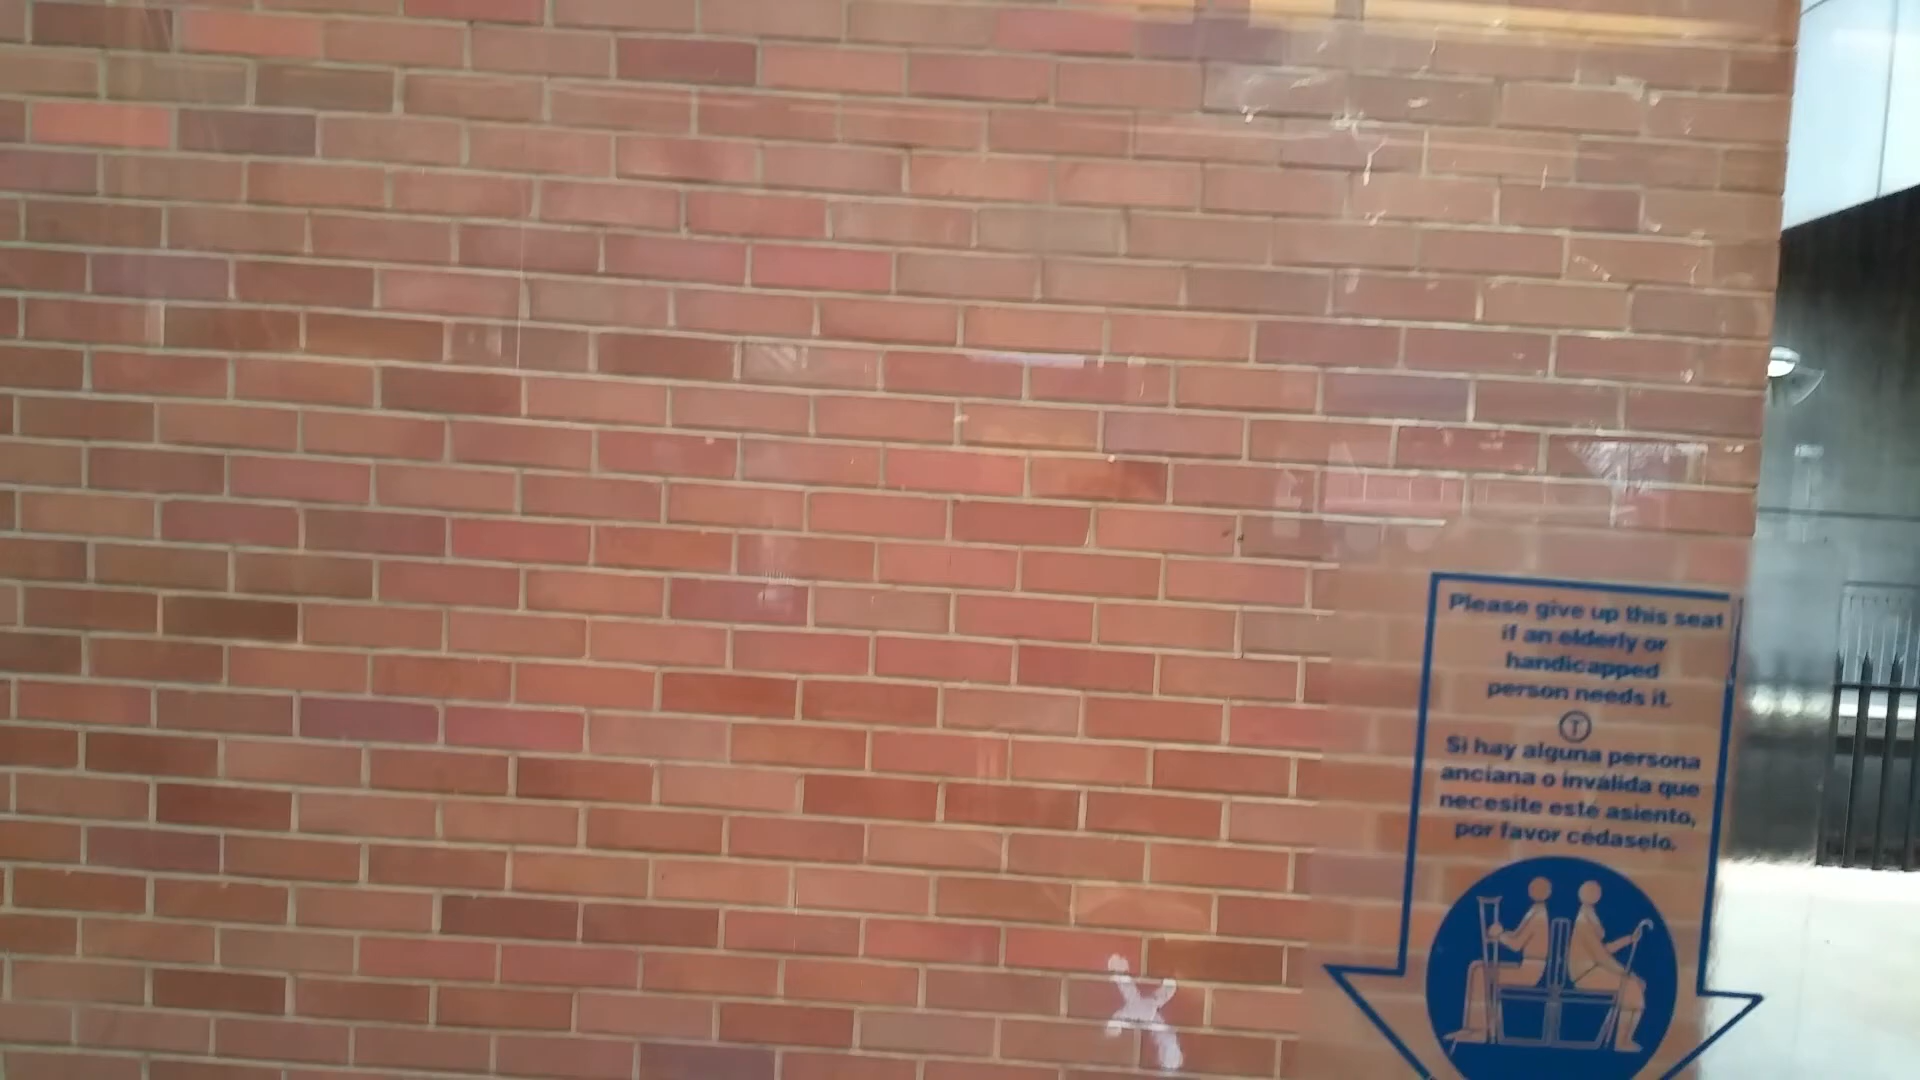 Please give up this seat
if an elderly or
handicapped
person needs it.
T
Si hay alguna persona
anciana o inválida que
necesite este asiento,
por favor cédaselo.